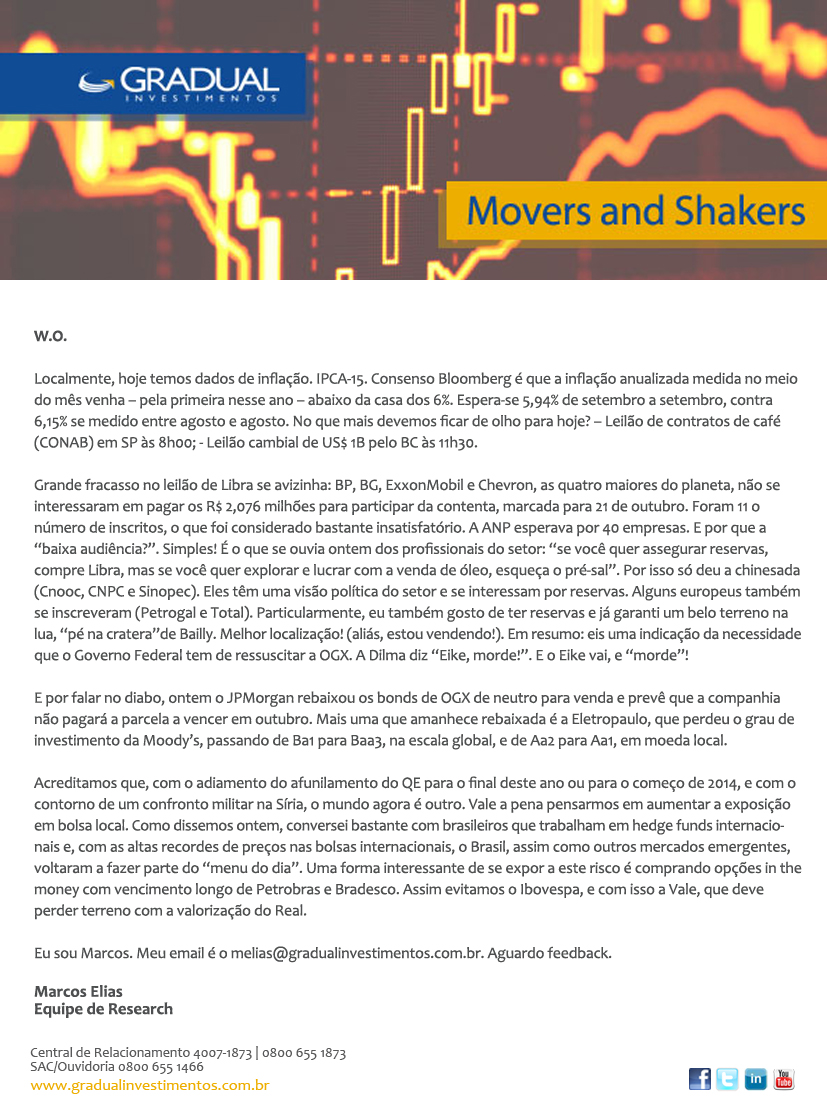 GRADUAL
INVESTIMENTOS
Movers and Shakers
W.O.
Localmente, hoje temos dados de inflação. IPCA-15. Consenso Bloomberg é que a inflação anualizada medida no meio
do mês venha – pela primeira nesse ano – abaixo da casa dos 6%. Espera-se 5,94% de setembro a setembro, contra
6,15% se medido entre agosto e agosto. No que mais devemos ficar de olho para hoje? – Leilão de contratos de café
(CONAB) em SP às 8h00; - Leilão cambial de US$ 1B pelo BC às 11h30.
Grande fracasso no leilão de Libra se avizinha: BP, BG, ExxonMobil e Chevron, as quatro maiores do planeta, não se
interessaram em pagar os R$ 2,076 milhões para participar da contenta, marcada para 21 de outubro. Foram 11 o
número de inscritos, o que foi considerado bastante insatisfatório. A ANP esperava por 40 empresas. E por que a
“baixa audiência?”. Simples! É o que se ouvia ontem dos profissionais do setor: “se você quer assegurar reservas,
compre Libra, mas se você quer explorar e lucrar com a venda de óleo, esqueça o pré-sal”. Por isso só deu a chinesada
(Cnooc, CNPC e Sinopec). Eles têm uma visão política do setor e se interessam por reservas. Alguns europeus também
se inscreveram (Petrogal e Total). Particularmente, eu também gosto de ter reservas e já garanti um belo terreno na
lua, “pé na cratera”de Bailly. Melhor localização! (aliás, estou vendendo!). Em resumo: eis uma indicação da necessidade
que o Governo Federal tem de ressuscitar a OGX. A Dilma diz “Eike, morde!”. E o Eike vai, e “morde”!
E por falar no diabo, ontem o JPMorgan rebaixou os bonds de OGX de neutro para venda e prevê que a companhia
não pagará a parcela a vencer em outubro. Mais uma que amanhece rebaixada é a Eletropaulo, que perdeu o grau de
investimento da Moody’s, passando de Ba1 para Baa3, na escala global, e de Aa2 para Aa1, em moeda local.
Acreditamos que, com o adiamento do afunilamento do QE para o final deste ano ou para o começo de 2014, e com o
contorno de um confronto militar na Síria, o mundo agora é outro. Vale a pena pensarmos em aumentar a exposição
em bolsa local. Como dissemos ontem, conversei bastante com brasileiros que trabalham em hedge funds internacio-
nais e, com as altas recordes de preços nas bolsas internacionais, o Brasil, assim como outros mercados emergentes,
voltaram a fazer parte do “menu do dia”. Uma forma interessante de se expor a este risco é comprando opções in the
money com vencimento longo de Petrobras e Bradesco. Assim evitamos o Ibovespa, e com isso a Vale, que deve
perder terreno com a valorização do Real.
Eu sou Marcos. Meu email é o melias@gradualinvestimentos.com.br. Aguardo feedback.
Marcos Elias
Equipe de Research
Central de Relacionamento 4007-1873 | 0800 655 1873
SAC/Ouvidoria 0800 655 1466
www.gradualinvestimentos.com.br
f t in You Tube